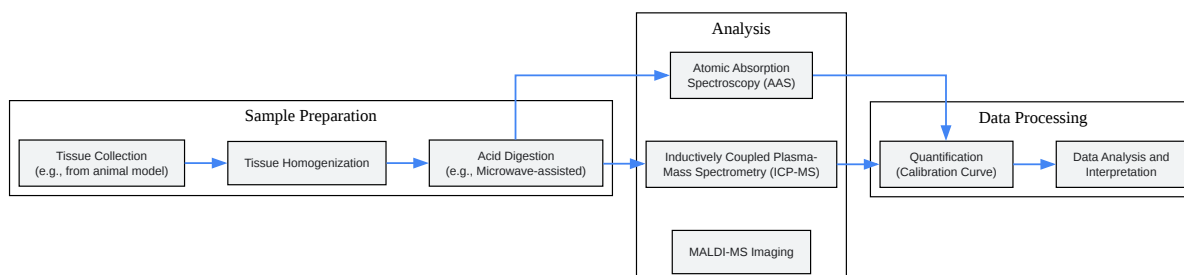 Analysis
Atomic Absorption
Spectroscopy (AAS)
Sample Preparation
Data Processing
Tissue Collection
(e.g., from animal model)
Tissue Homogenization
Acid Digestion
(e.g., Microwave-assisted)
Inductively Coupled Plasma-
Mass Spectrometry (ICP-MS)
Quantification
(Calibration Curve)
Data Analysis and
Interpretation
MALDI-MS Imaging